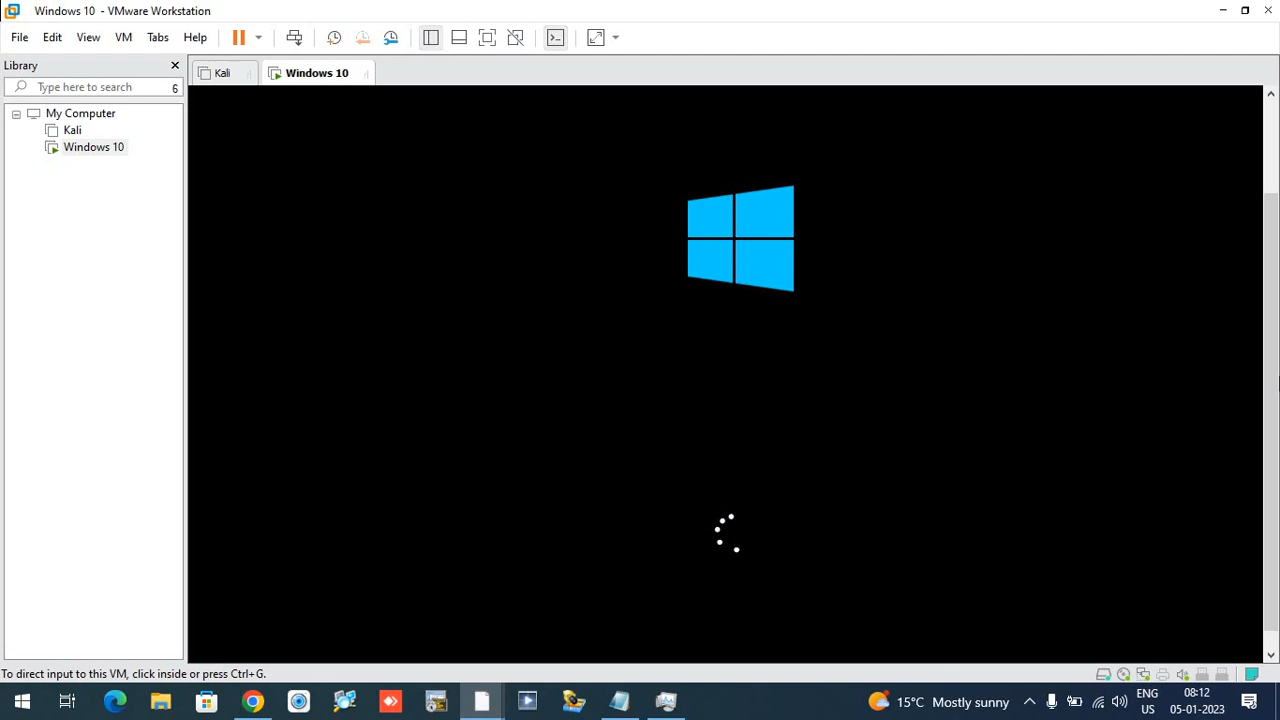 Windows 10 - VMware Workstation
File Edit View VM Tabs Help
Library
Type here to search
6
My Computer
Kali
Windows 10
Kali
Windows 10
To direct input to this VM, click inside or press Ctrl+G.
15°C Mostly sunny
ENG
US
08:12
05-01-2023